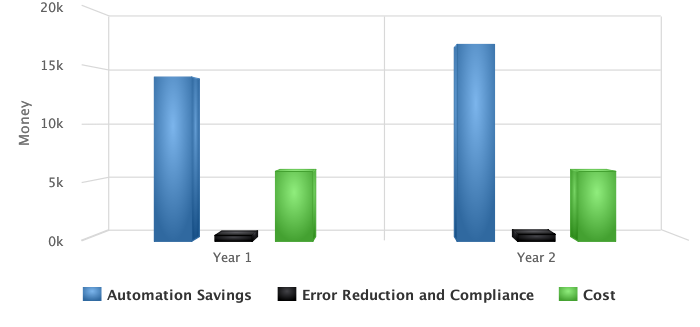 20k
15k
10k
5k
0k
Money
Year 1
Year 2
Automation Savings
Error Reduction and Compliance
Cost